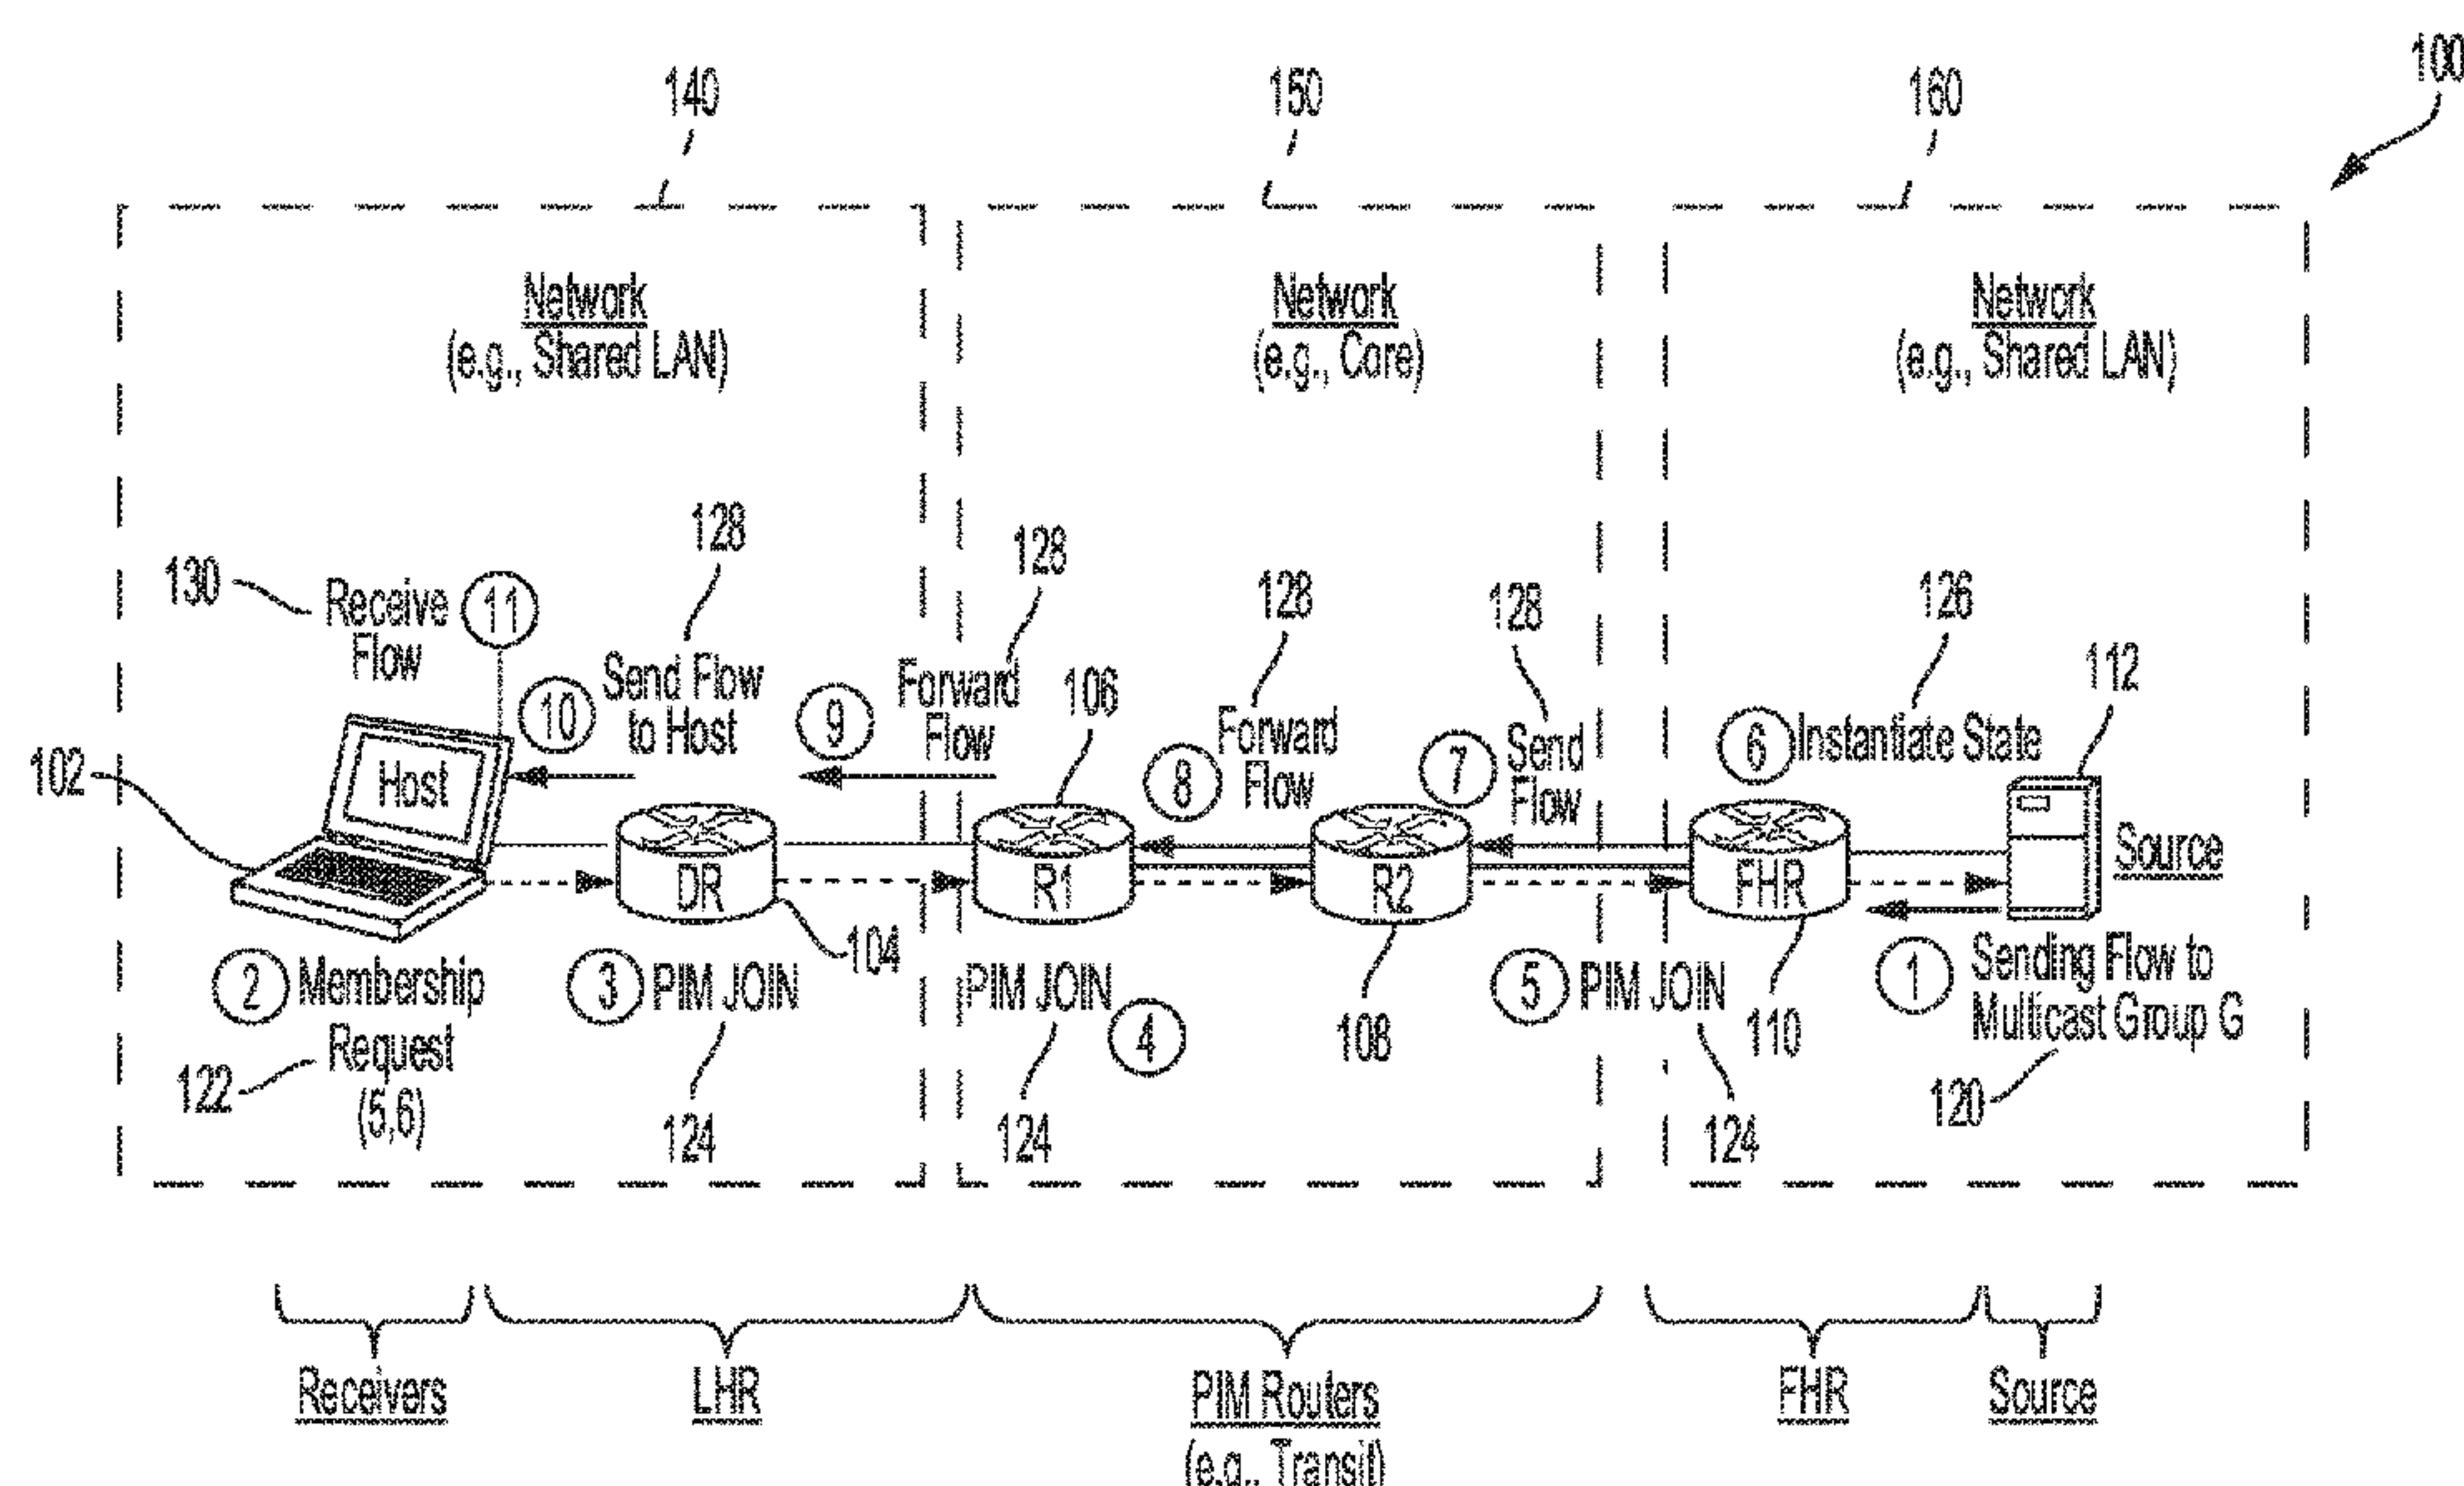 100
140
150
160
Network
(e.g., Shared LAN)
Network
(e.g., Core)
Network
(e.g., Shared LAN)
128
128
128
128
126
130
Receive
Flow
11
10
Send Flow
to Host
9
Forward
Flow
106
8
Forward
Flow
7
Send
Flow
6
Instantiate State
112
102
Host
DR
R1
R2
FHR
Source
104
2
Membership
Request
(5,6)
122
3
PIM JOIN
124
PIM JOIN
4
124
108
5
PIM JOIN
124
110
1
Sending Flow to
Multicast Group G
120
Receivers
LHR
PIM Routers
(e.g., Transit)
FHR
Source